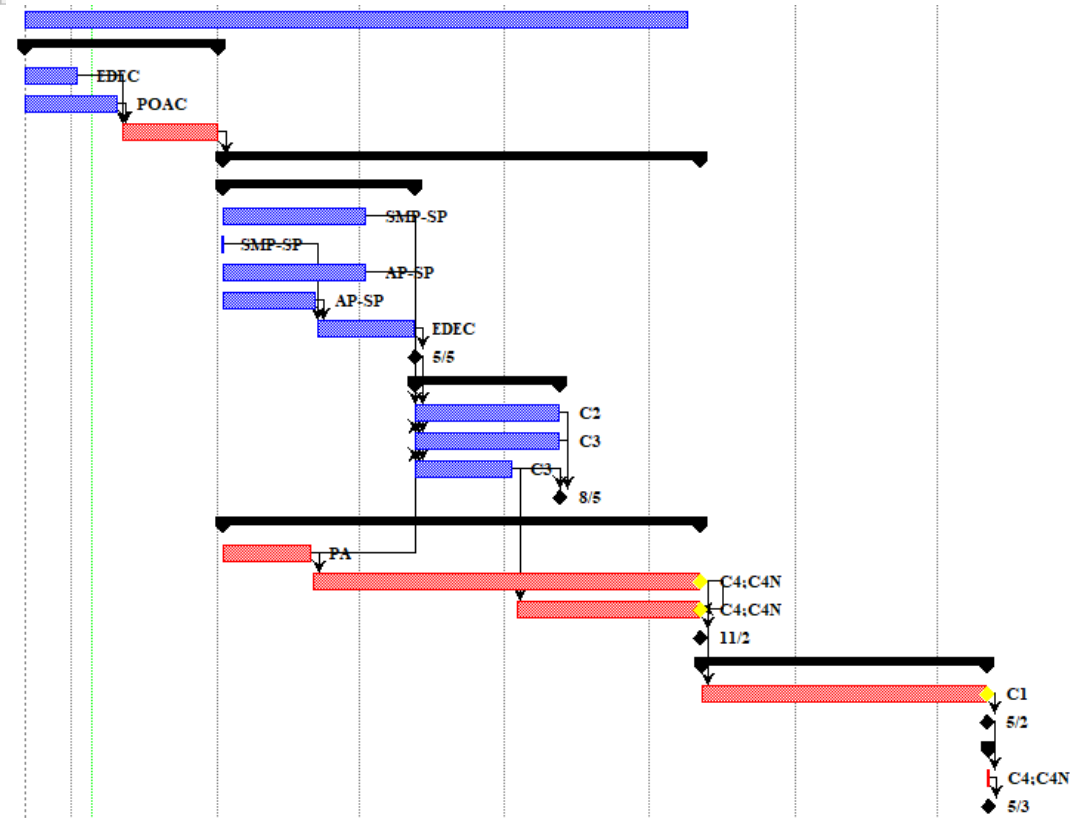 EDEC
POAC
SMP-SP
SMP-SP
AP-SP
AP-SP
EDEC
5/5
C2
C3
C3
8/5
PA
C4;C4N
C4;C4N
11/2
C1
5/2
C4;C4N
5/3